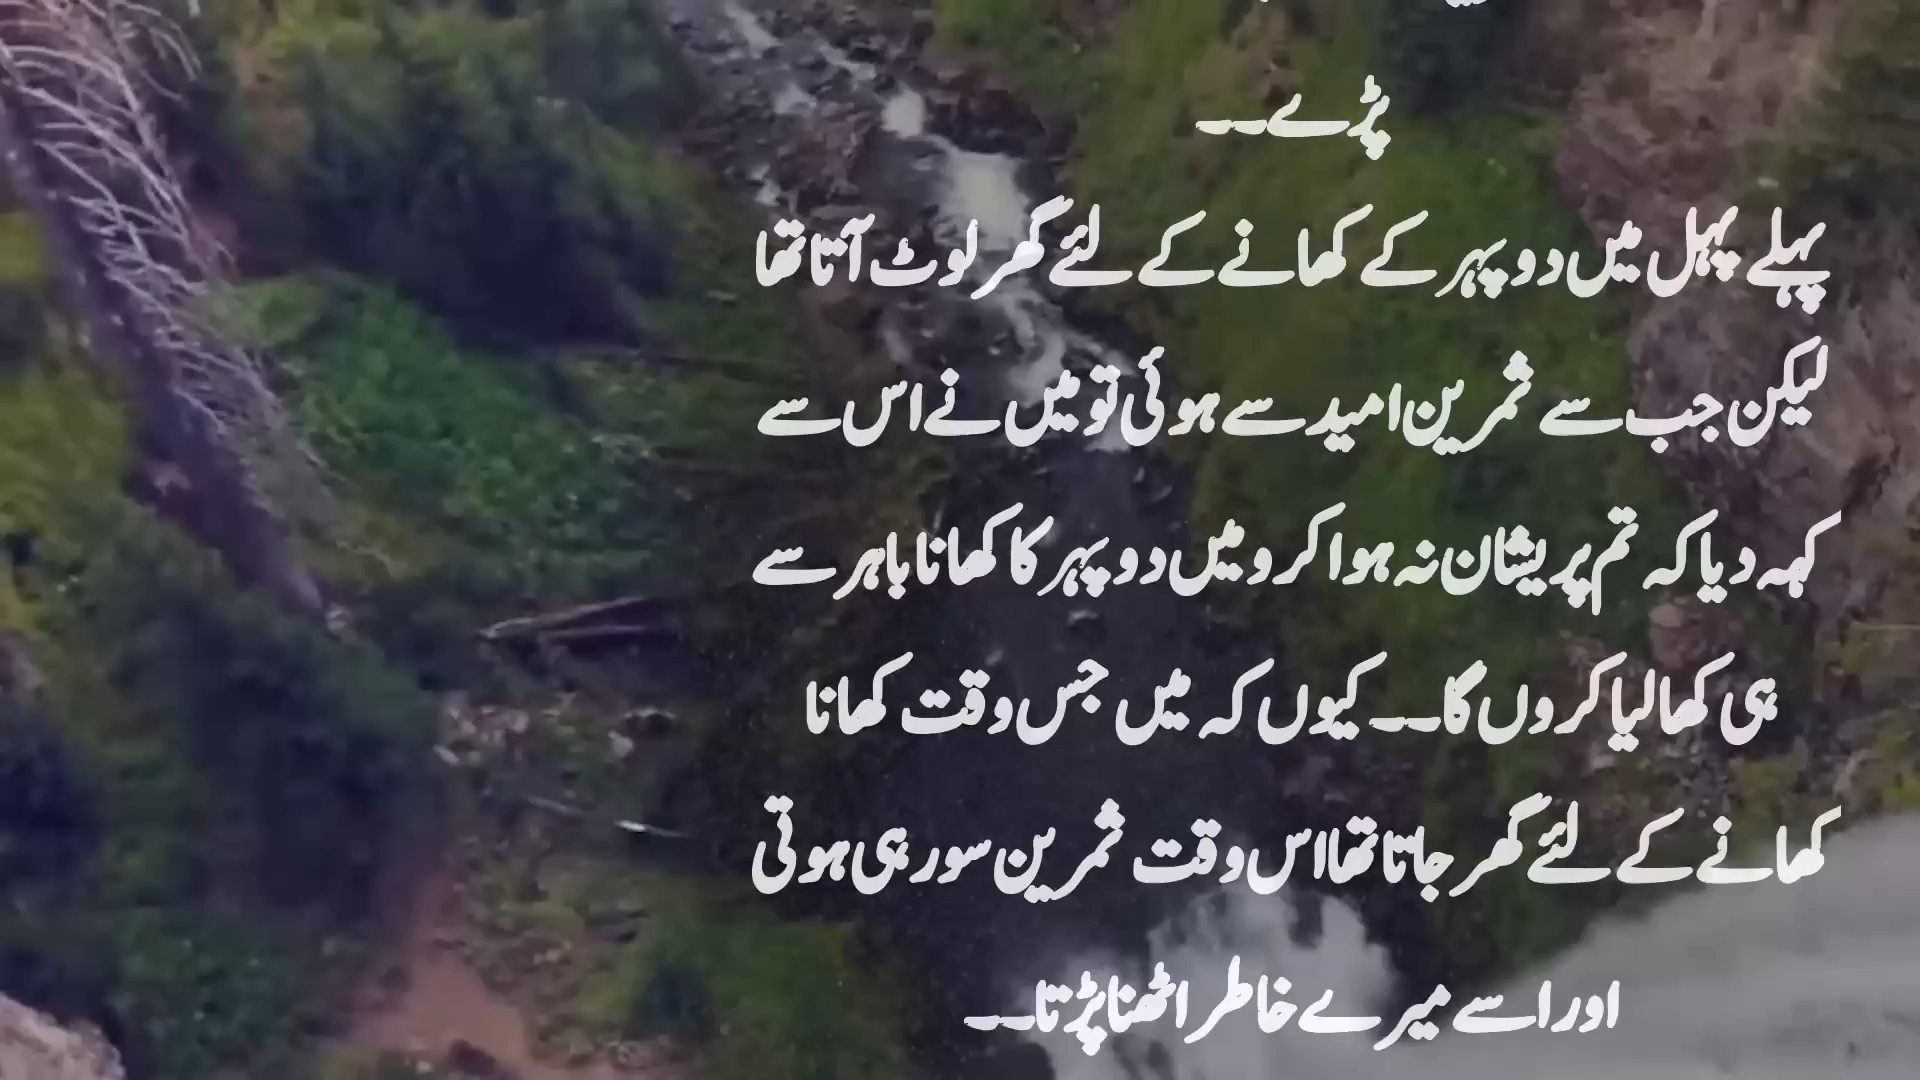 پڑے۔۔
پہلے پہل میں دوپہر کے کھانے کے لئے گھر لوٹ آتا تھا
لیکن جب سے ثمرین امید سے ہوئی تو میں نے اس سے
کہہ دیا کہ تم پریشان نہ ہوا کرو میں دوپہر کا کھانا باہر سے
ہی کھا لیا کروں گا۔۔ کیوں کہ میں جس وقت کھانا
کھانے کے لئے گھر جاتا تھا اس وقت ثمرین سو رہی ہوتی
اور اسے میرے خاطر اٹھنا پڑتا۔۔